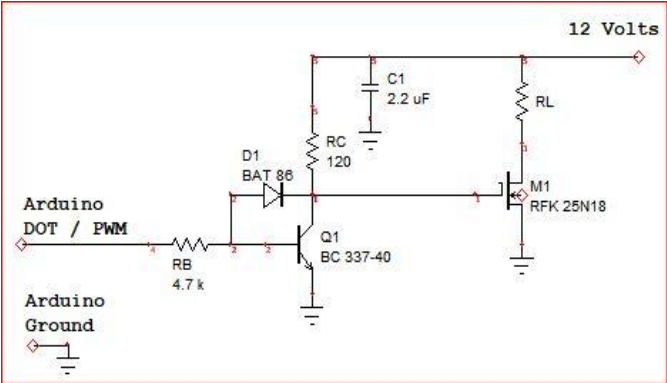 12 Volts
C1
2.2 uF
RL
RC
120
D1
BAT 86
M1
RFK 25N18
Arduino
DOT / PWM
Q1
BC 337-40
RB
4.7 k
Arduino
Ground